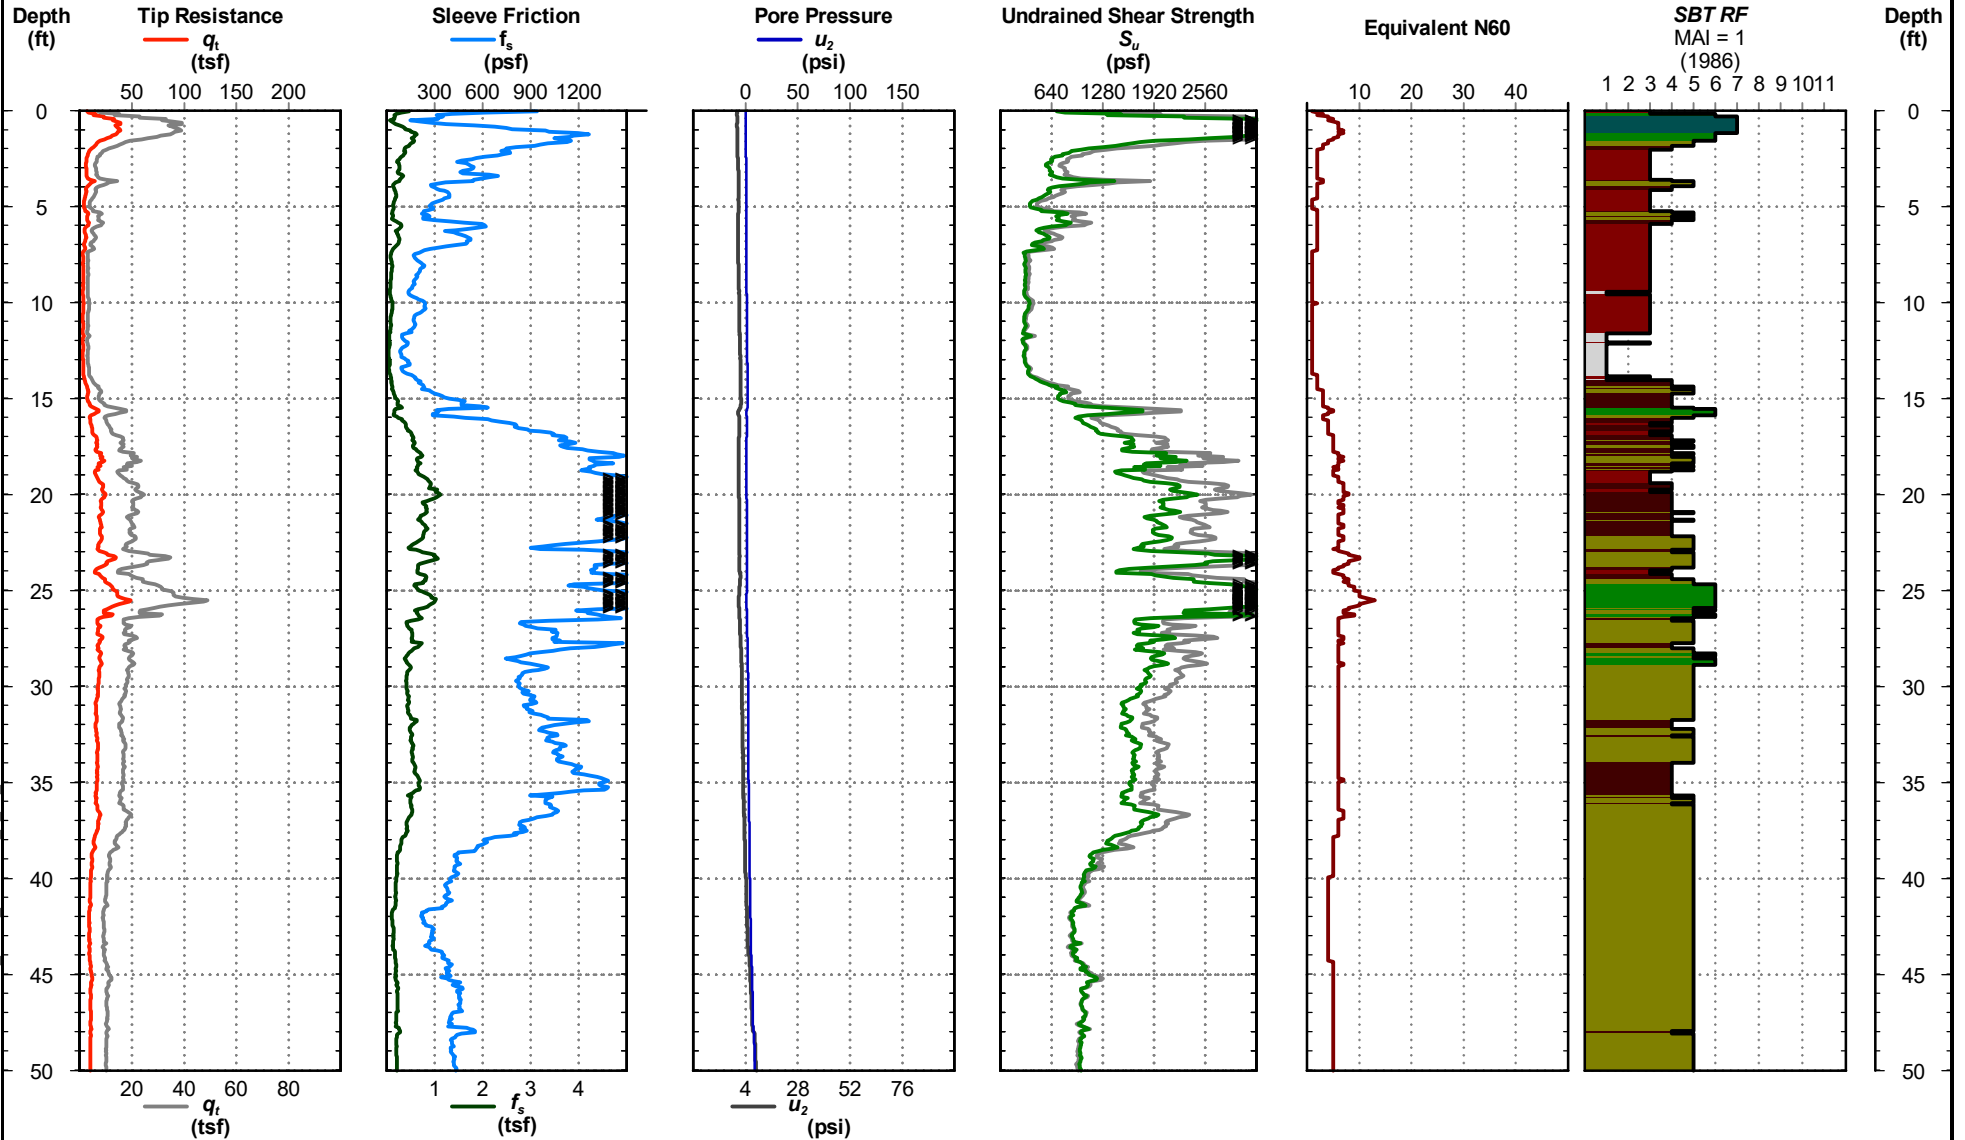 Depth
(ft)
Tip Resistance
qt
(tsf)
50 100 150 200
Sleeve Friction
fs
(psf)
300 600 900 1200
Pore Pressure
u2
(psi)
0 50 100 150
Undrained Shear Strength
Su
(psf)
640 1280 1920 2560
Equivalent N60
10 20 30 40
SBT RF
MAI = 1
(1986)
1 2 3 4 5 6 7 8 9 10 11
Depth
(ft)
0 0
5 5
10 10
15 15
20 20
25 25
30 30
35 35
40 40
45 45
50 50
20 40 60 80
qt
(tsf)
1 2 3 4
fs
(tsf)
4 28 52 76
u2
(psi)